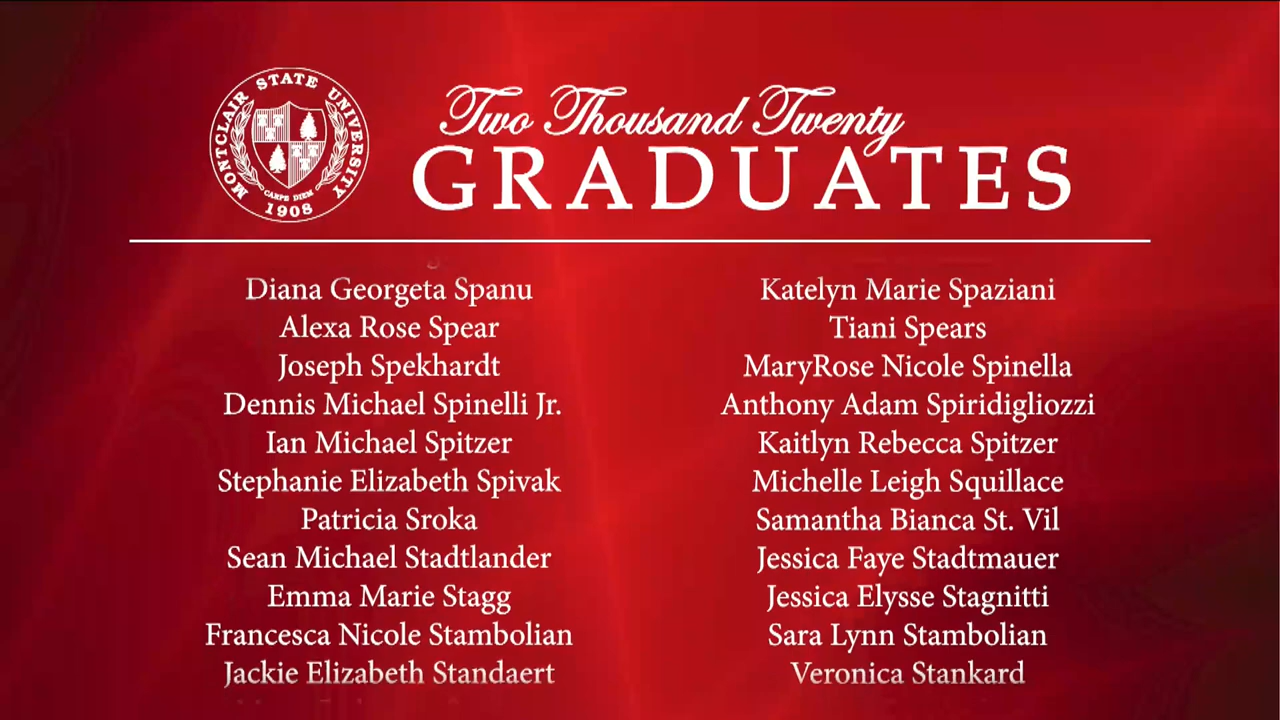 MONTCLAIR STATE UNIVERSITY
CARPE DIEM
1908
Two Thousand Twenty
GRADUATES
Diana Georgeta Spanu
Katelyn Marie Spaziani
Alexa Rose Spear
Tiani Spears
Joseph Spekhardt
MaryRose Nicole Spinella
Dennis Michael Spinelli Jr.
Anthony Adam Spiridigliozzi
Ian Michael Spitzer
Kaitlyn Rebecca Spitzer
Stephanie Elizabeth Spivak
Michelle Leigh Squillace
Patricia Sroka
Samantha Bianca St. Vil
Sean Michael Stadtlander
Jessica Faye Stadtmauer
Emma Marie Stagg
Jessica Elysse Stagnitti
Francesca Nicole Stambolian
Sara Lynn Stambolian
Jackie Elizabeth Standaert
Veronica Stankard